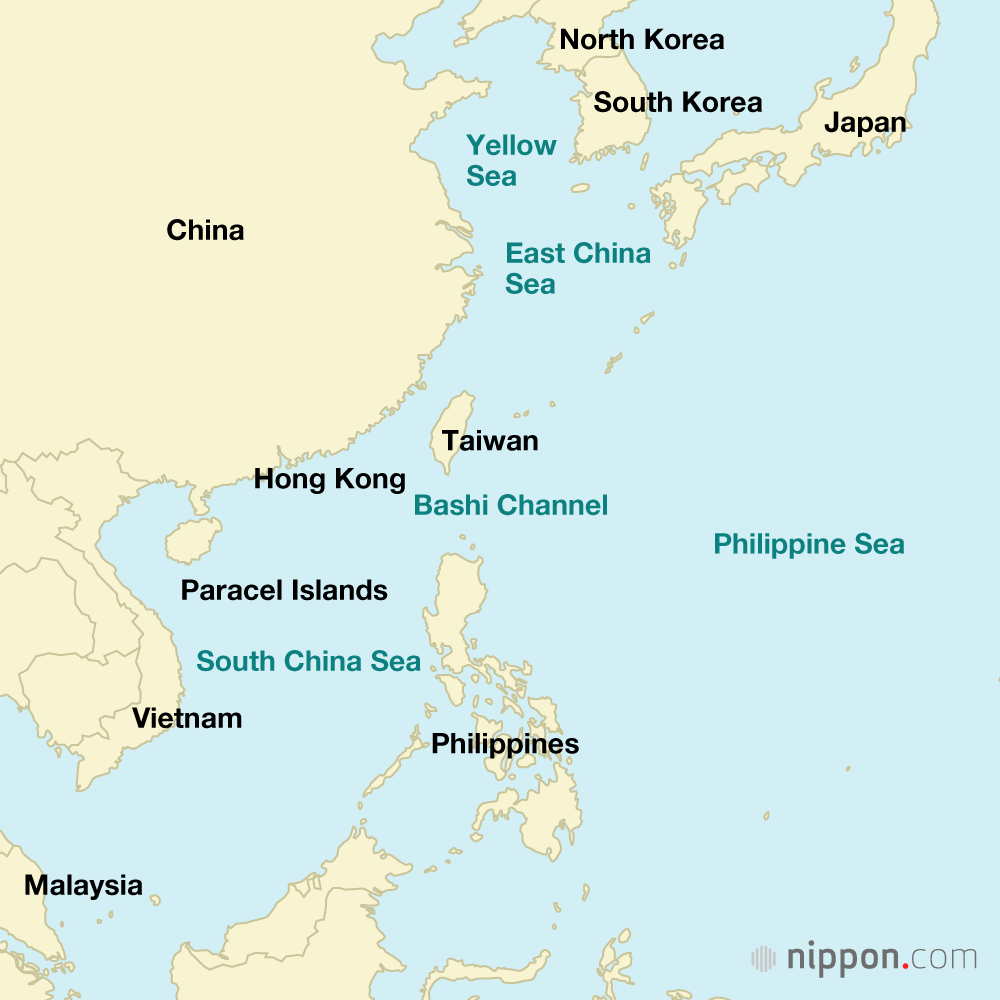 North Korea
South Korea
Japan
Yellow
Sea
China
East China
Sea
Taiwan
Hong Kong
Bashi Channel
Philippine Sea
Paracel Islands
South China Sea
Vietnam
Philippines
Malaysia
nippon.com